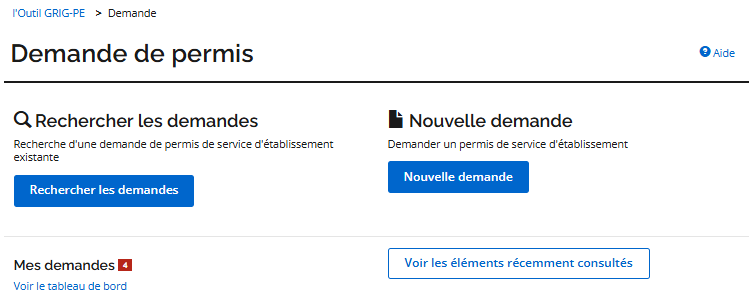 l'Outil GRIG-PE > Demande
Demande de permis
Aide
Rechercher les demandes
Recherche d'une demande de permis de service d'établissement
existante
Rechercher les demandes
Nouvelle demande
Demander un permis de service d'établissement
Nouvelle demande
Mes demandes 4
Voir le tableau de bord
Voir les éléments récemment consultés